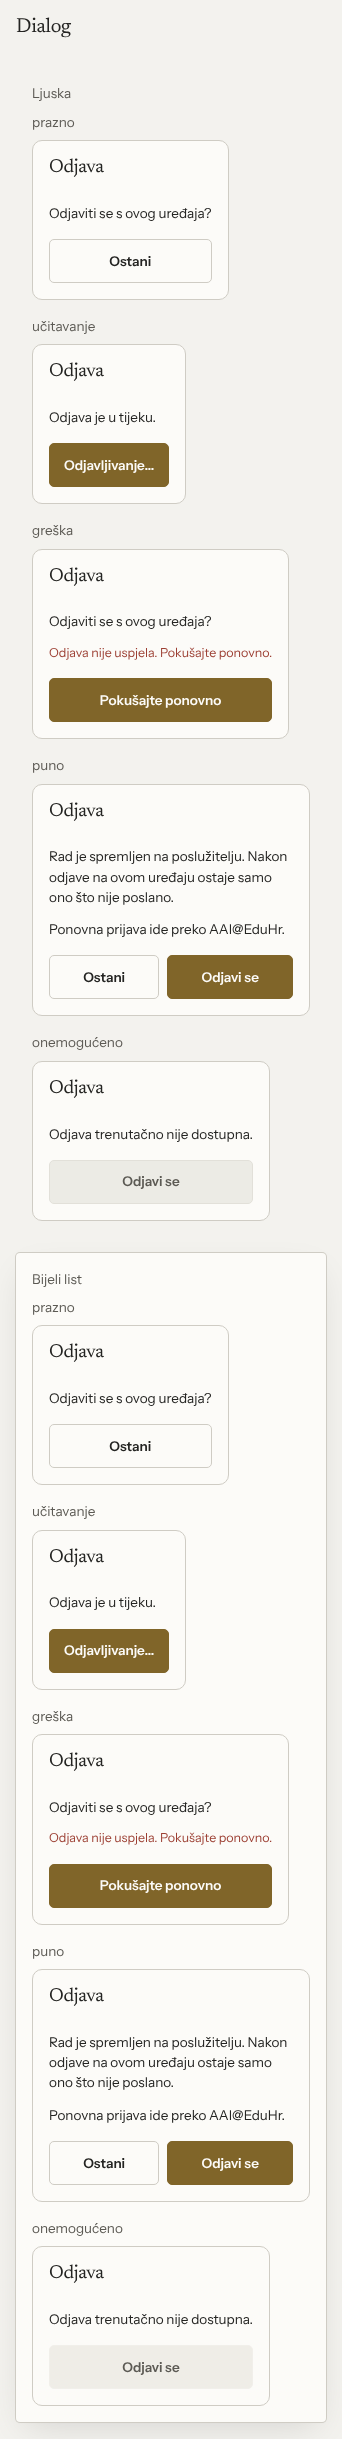 Dialog
Ljuska
prazno
Odjava
Odjaviti se s ovog uređaja?
Ostani
učitavanje
Odjava
Odjava je u tijeku.
Odjavljivanje...
greška
Odjava
Odjaviti se s ovog uređaja?
Odjava nije uspjela. Pokušajte ponovno.
Pokušajte ponovno
puno
Odjava
Rad je spremljen na poslužitelju. Nakon
odjave na ovom uređaju ostaje samo
ono što nije poslano.
Ponovna prijava ide preko AAI@EduHr.
Ostani Odjavi se
onemogućeno
Odjava
Odjava trenutačno nije dostupna.
Odjavi se
Bijeli list
prazno
Odjava
Odjaviti se s ovog uređaja?
Ostani
učitavanje
Odjava
Odjava je u tijeku.
Odjavljivanje...
greška
Odjava
Odjaviti se s ovog uređaja?
Odjava nije uspjela. Pokušajte ponovno.
Pokušajte ponovno
puno
Odjava
Rad je spremljen na poslužitelju. Nakon
odjave na ovom uređaju ostaje samo
ono što nije poslano.
Ponovna prijava ide preko AAI@EduHr.
Ostani Odjavi se
onemogućeno
Odjava
Odjava trenutačno nije dostupna.
Odjavi se